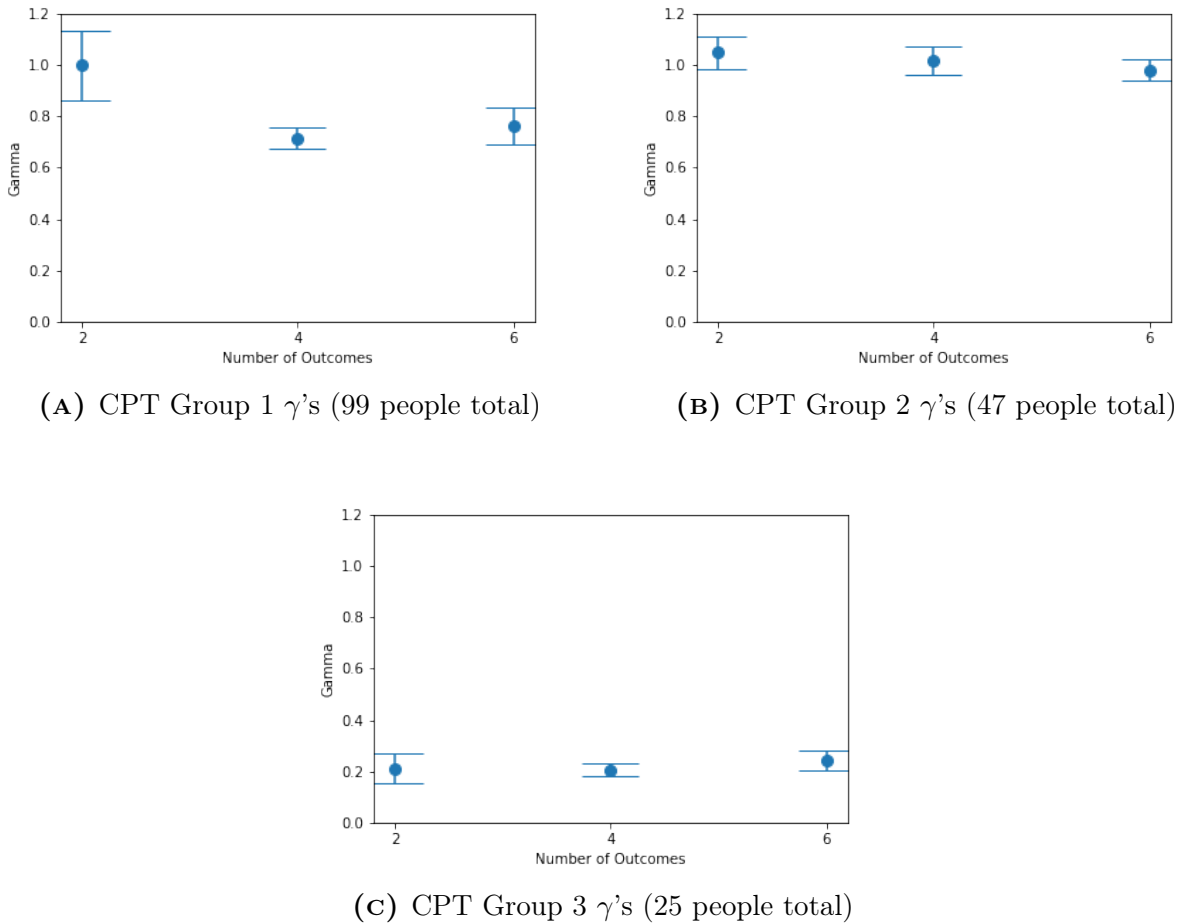 1.2
1.0
0.8
0.6
0.4
0.2
0.0
Gamma
2 4 6
Number of Outcomes
(A) CPT Group 1 γ's (99 people total)
1.2
1.0
0.8
0.6
0.4
0.2
0.0
Gamma
2 4 6
Number of Outcomes
(B) CPT Group 2 γ's (47 people total)
1.2
1.0
0.8
0.6
0.4
0.2
0.0
Gamma
2 4 6
Number of Outcomes
(C) CPT Group 3 γ's (25 people total)